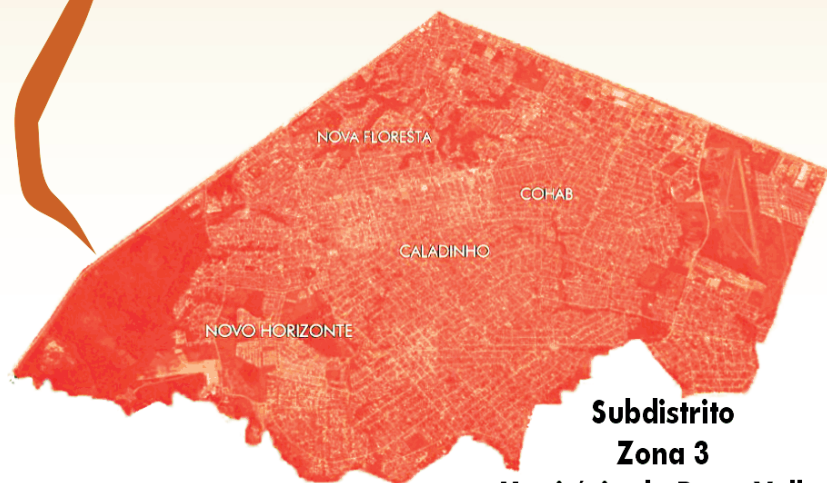 NOVA FLORESTA
COHAB
CALADINHO
NOVO HORIZONTE
Subdistrito
Zona 3